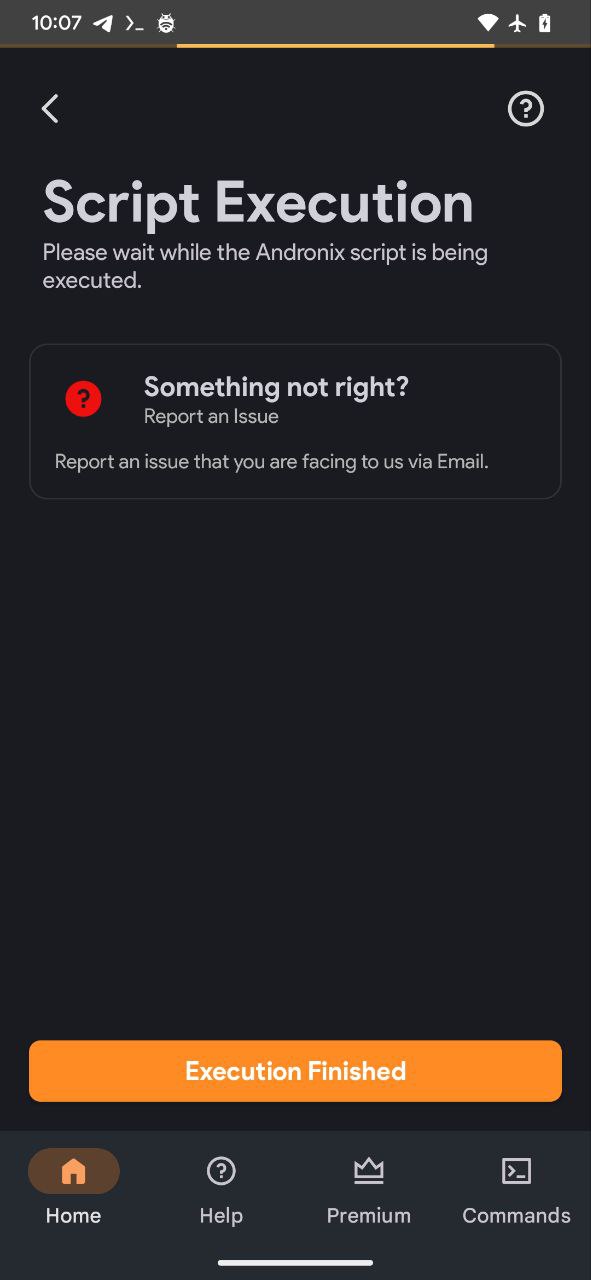 10:07
Script Execution
Please wait while the Andronix script is being
executed.
Something not right?
Report an Issue
Report an issue that you are facing to us via Email.
Execution Finished
Home
Help
Premium
Commands